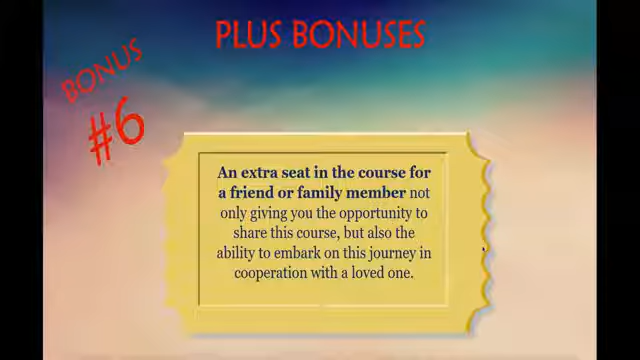 PLUS BONUSES
BONUS
#6
An extra seat in the course for
a friend or family member not
only giving you the opportunity to
share this course, but also the
ability to embark on this journey in
cooperation with a loved one.